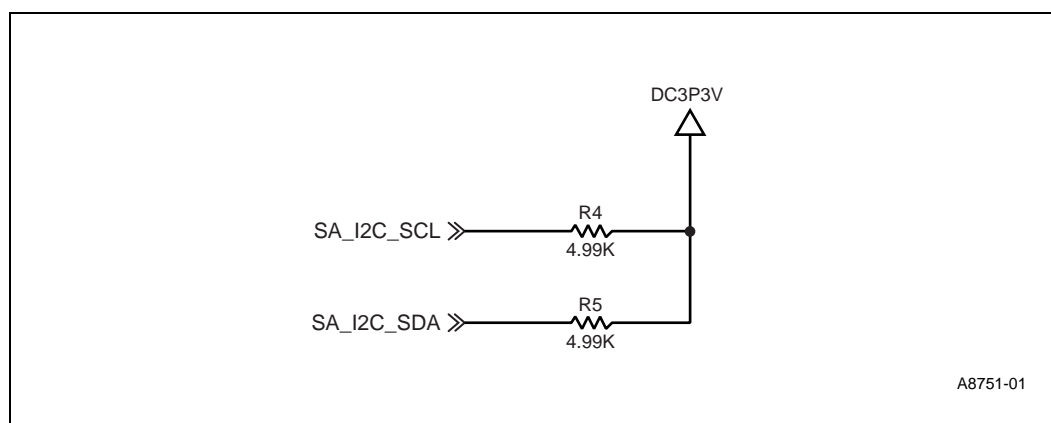 DC3P3V
R4
SA_I2C_SCL
4.99K
R5
SA_I2C_SDA
4.99K
A8751-01